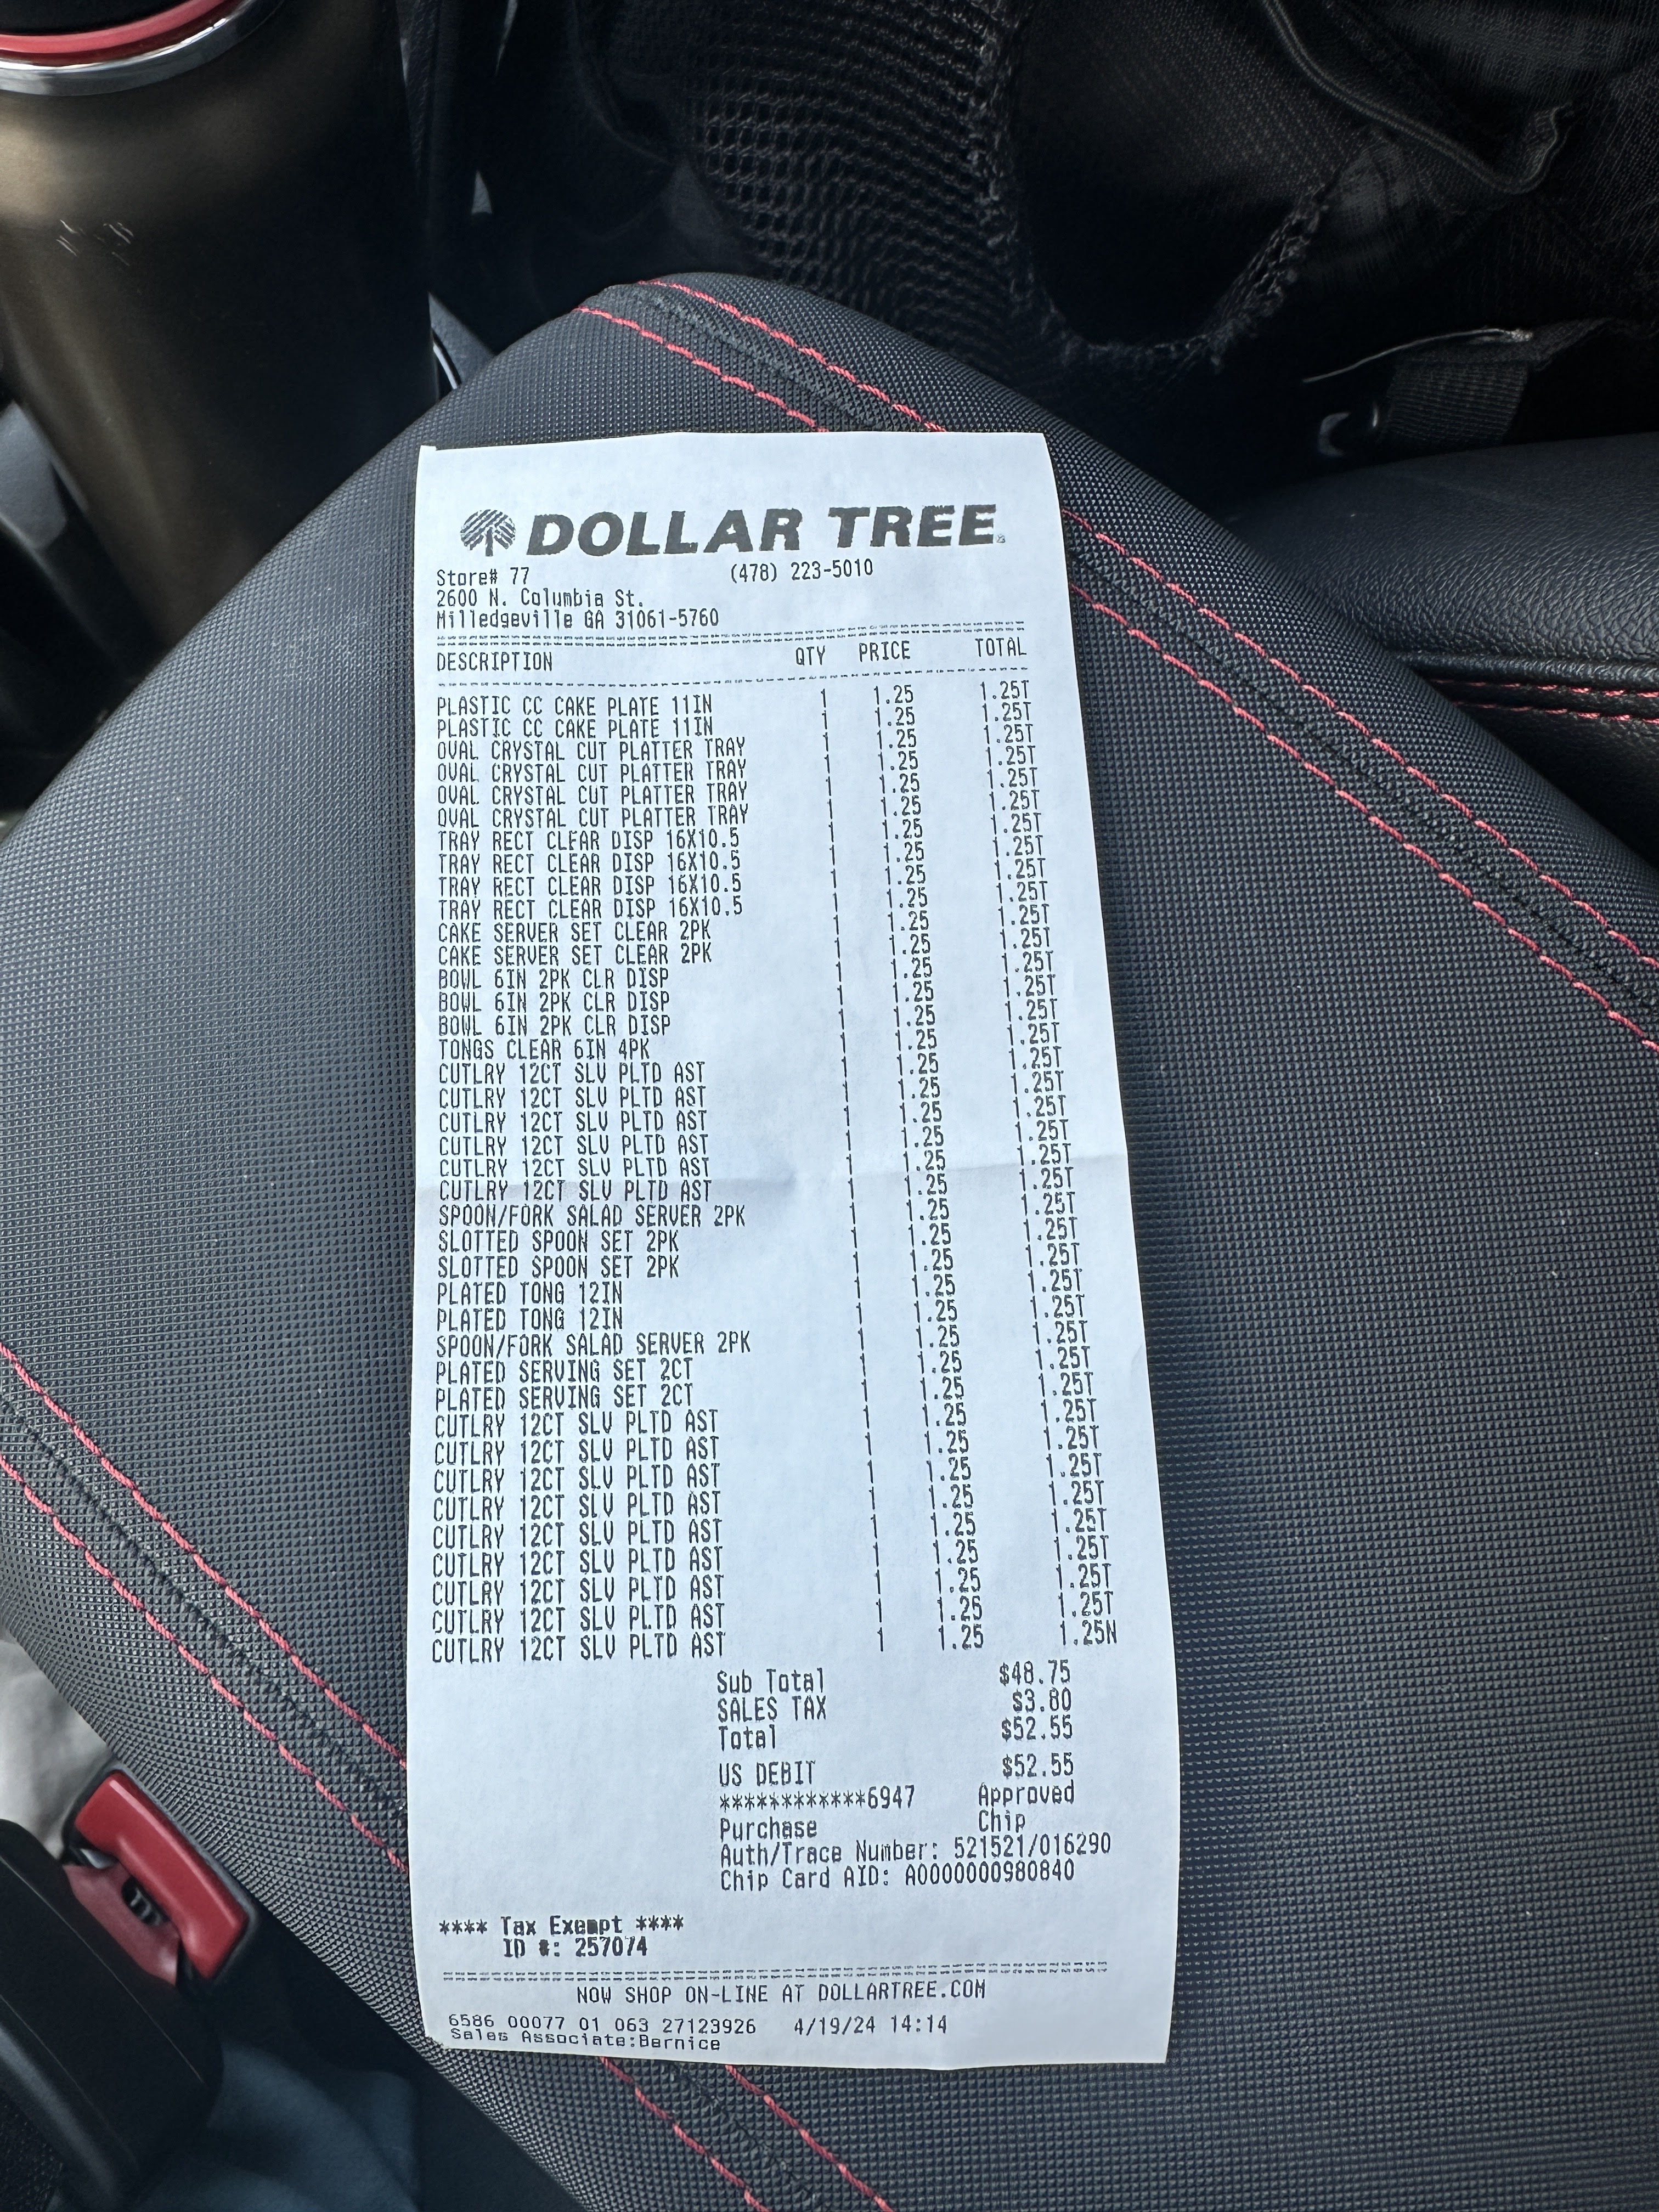 DOLLAR TREE
Store# 77 (478) 223-5010
2600 N. Columbia St.
Milledgeville GA 31061-5760
DESCRIPTION QTY PRICE TOTAL
PLASTIC CC CAKE PLATE 11IN 1 1.25 1.25T
PLASTIC CC CAKE PLATE 11IN 1 1.25 1.25T
OVAL CRYSTAL CUT PLATTER TRAY 1 1.25 1.25T
OVAL CRYSTAL CUT PLATTER TRAY 1 1.25 1.25T
OVAL CRYSTAL CUT PLATTER TRAY 1 1.25 1.25T
OVAL CRYSTAL CUT PLATTER TRAY 1 1.25 1.25T
TRAY RECT CLEAR DISP 16X10.5 1 1.25 1.25T
TRAY RECT CLEAR DISP 16X10.5 1 1.25 1.25T
TRAY RECT CLEAR DISP 16X10.5 1 1.25 1.25T
TRAY RECT CLEAR DISP 16X10.5 1 1.25 1.25T
CAKE SERVER SET CLEAR 2PK 1 1.25 1.25T
CAKE SERVER SET CLEAR 2PK 1 1.25 1.25T
BOWL 6IN 2PK CLR DISP 1 1.25 1.25T
BOWL 6IN 2PK CLR DISP 1 1.25 1.25T
BOWL 6IN 2PK CLR DISP 1 1.25 1.25T
TONGS CLEAR 6IN 4PK 1 1.25 1.25T
CUTLRY 12CT SLV PLTD AST 1 1.25 1.25T
CUTLRY 12CT SLV PLTD AST 1 1.25 1.25T
CUTLRY 12CT SLV PLTD AST 1 1.25 1.25T
CUTLRY 12CT SLV PLTD AST 1 1.25 1.25T
CUTLRY 12CT SLV PLTD AST 1 1.25 1.25T
CUTLRY 12CT SLV PLTD AST 1 1.25 1.25T
SPOON/FORK SALAD SERVER 2PK 1 1.25 1.25T
SLOTTED SPOON SET 2PK 1 1.25 1.25T
SLOTTED SPOON SET 2PK 1 1.25 1.25T
PLATED TONG 12IN 1 1.25 1.25T
PLATED TONG 12IN 1 1.25 1.25T
SPOON/FORK SALAD SERVER 2PK 1 1.25 1.25T
PLATED SERVING SET 2CT 1 1.25 1.25T
PLATED SERVING SET 2CT 1 1.25 1.25T
CUTLRY 12CT SLV PLTD AST 1 1.25 1.25T
CUTLRY 12CT SLV PLTD AST 1 1.25 1.25T
CUTLRY 12CT SLV PLTD AST 1 1.25 1.25T
CUTLRY 12CT SLV PLTD AST 1 1.25 1.25T
CUTLRY 12CT SLV PLTD AST 1 1.25 1.25T
CUTLRY 12CT SLV PLTD AST 1 1.25 1.25T
CUTLRY 12CT SLV PLTD AST 1 1.25 1.25T
CUTLRY 12CT SLV PLTD AST 1 1.25 1.25T
CUTLRY 12CT SLV PLTD AST 1 1.25 1.25N
Sub Total $48.75
SALES TAX $3.80
Total $52.55
US DEBIT $52.55
************6947 Approved
Purchase Chip
Auth/Trace Number: 521521/016290
Chip Card AID: A0000000980840
**** Tax Exempt ****
ID #: 257074
NOW SHOP ON-LINE AT DOLLARTREE.COM
6586 00077 01 063 27123926 4/19/24 14:14
Sales Associate:Bernice